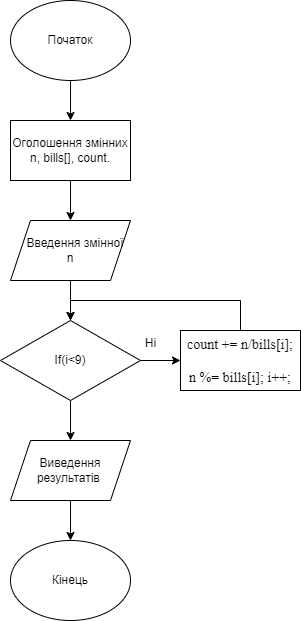 Початок
Оголошення змінних
n, bills[], count.
Введення змінної
n
If(i<9)
Ні
count += n/bills[i];
n %= bills[i]; i++;
Виведення
результатів
Кінець